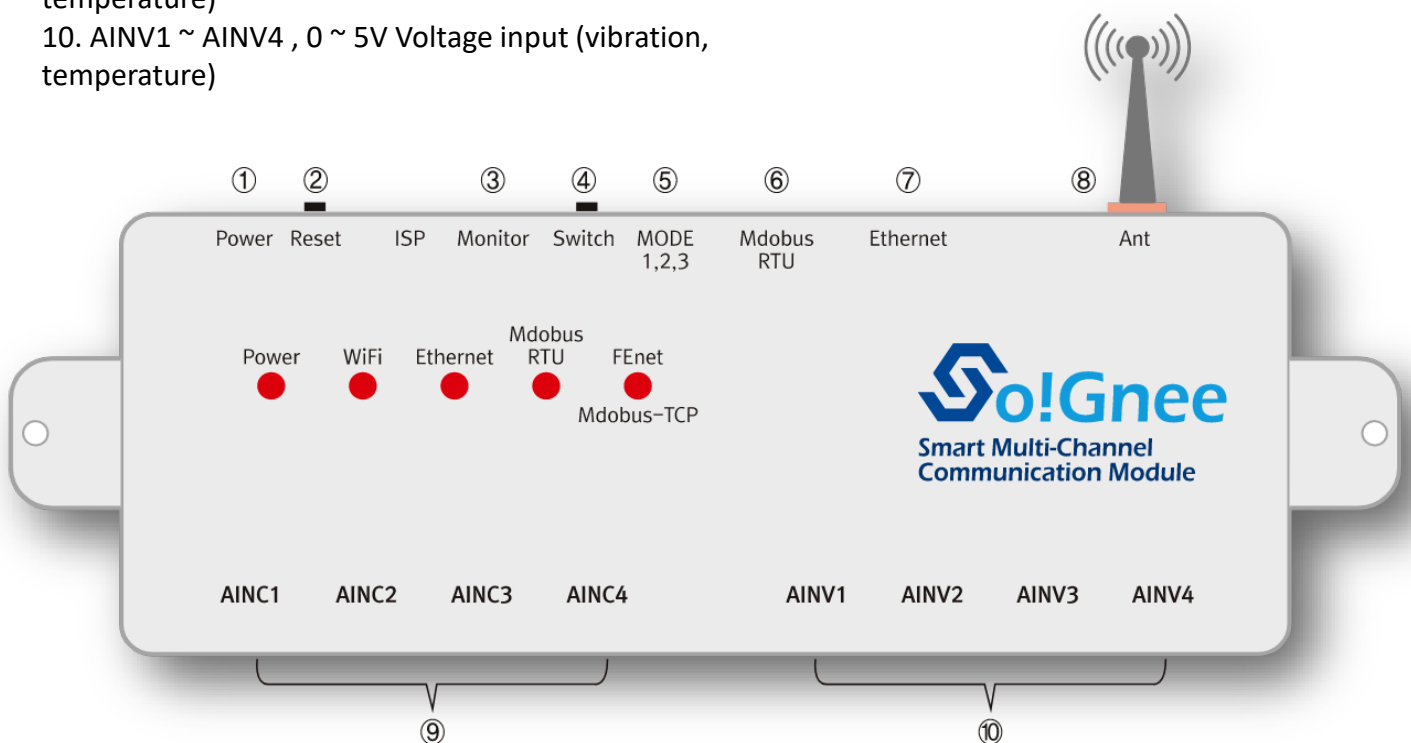 temperature)
10. AINV1 ~ AINV4 , 0 ~ 5V Voltage input (vibration,
temperature)
① ② ③ ④ ⑤ ⑥ ⑦ ⑧
Power Reset ISP Monitor Switch MODE 1,2,3 Mdobus RTU Ethernet Ant
Power WiFi Ethernet Mdobus RTU FEnet
Mdobus-TCP
So!Gnee
Smart Multi-Channel
Communication Module
AINC1 AINC2 AINC3 AINC4 AINV1 AINV2 AINV3 AINV4
⑨ ⑩